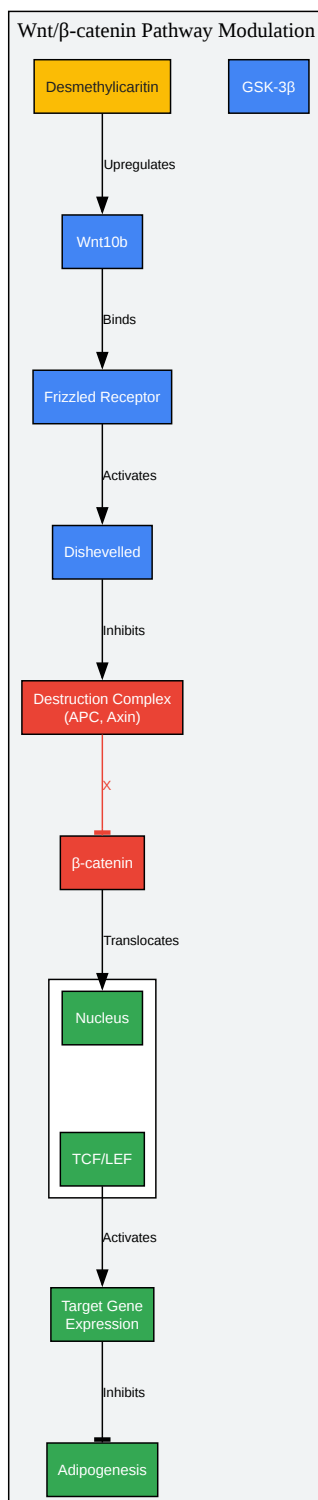 Wnt/β-catenin Pathway Modulation
Desmethylicaritin
GSK-3β
Upregulates
Wnt10b
Binds
Frizzled Receptor
Activates
Dishevelled
Inhibits
Destruction Complex
(APC, Axin)
X
β-catenin
Translocates
Nucleus
TCF/LEF
Activates
Target Gene
Expression
Inhibits
Adipogenesis